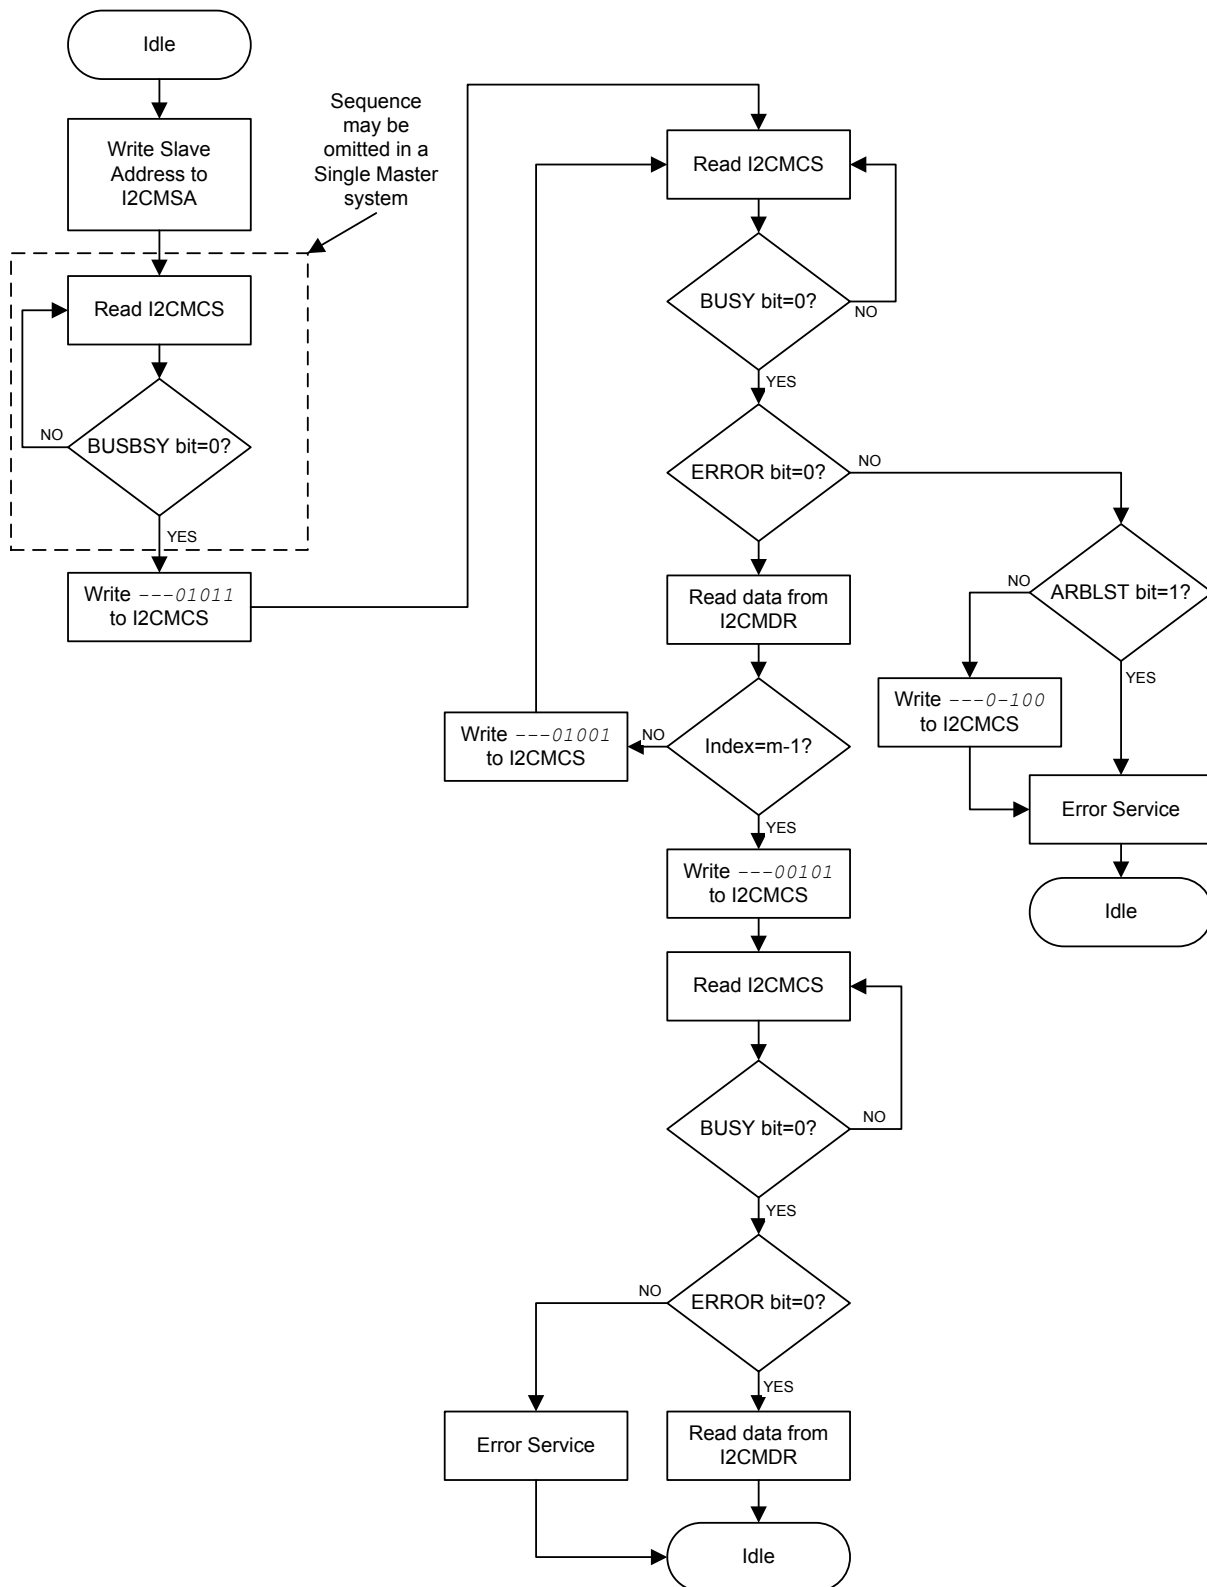 Idle
Write Slave
Address to
I2CMSA
Sequence
may be
omitted in a
Single Master
system
Read I2CMCS
BUSBSY bit=0?
NO
YES
Write ---01011
to I2CMCS
Read I2CMCS
BUSY bit=0?
NO
YES
ERROR bit=0?
NO
Read data from
I2CMDR
ARBLST bit=1?
NO
YES
Write ---0-100
to I2CMCS
Error Service
Idle
Index=m-1?
NO
Write ---01001
to I2CMCS
YES
Write ---00101
to I2CMCS
Read I2CMCS
BUSY bit=0?
NO
YES
ERROR bit=0?
NO
YES
Error Service
Read data from
I2CMDR
Idle